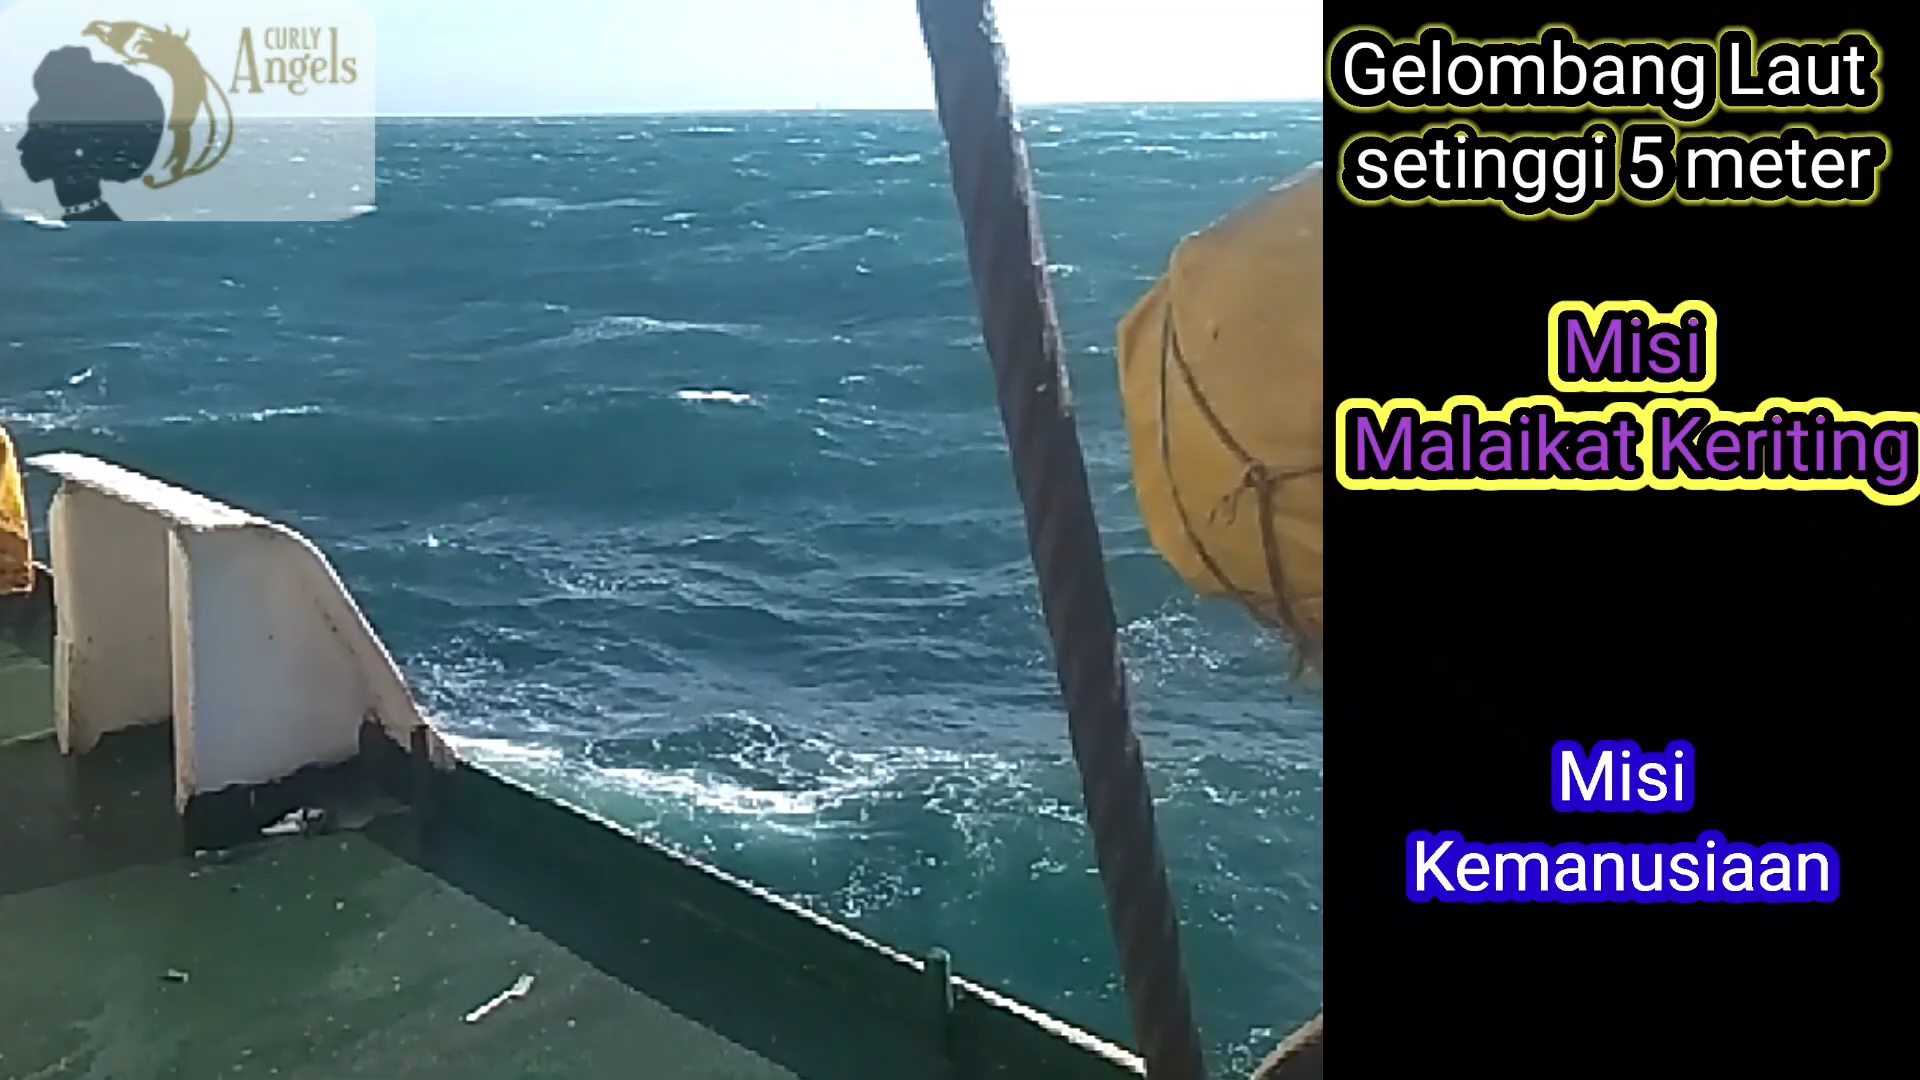 CURLY
Angels
Gelombang Laut
setinggi 5 meter
Misi
Malaikat Keriting
Misi
Kemanusiaan